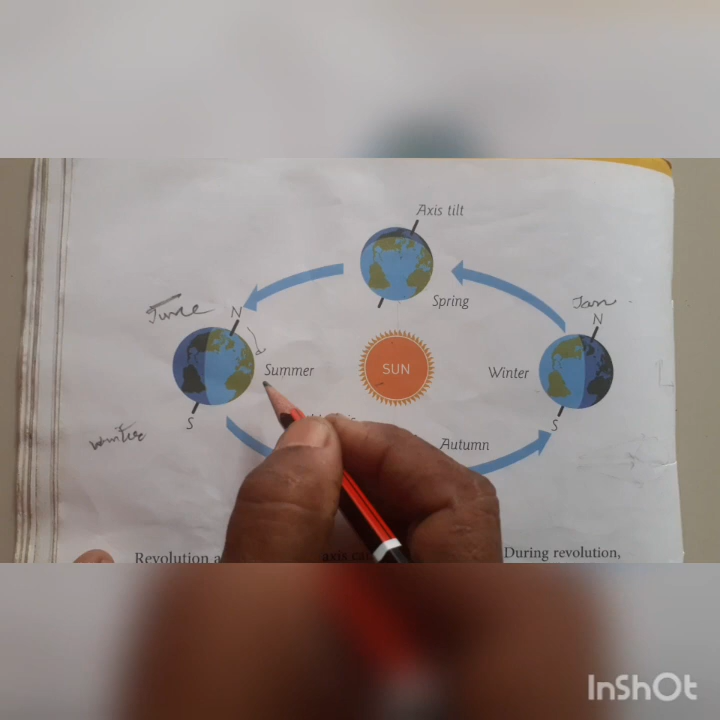 Axis tilt
Spring
June
Jan
N
N
Summer
SUN
Winter
S
S
winter
Autumn
Revolution a
axis
During revolution,
InShOt